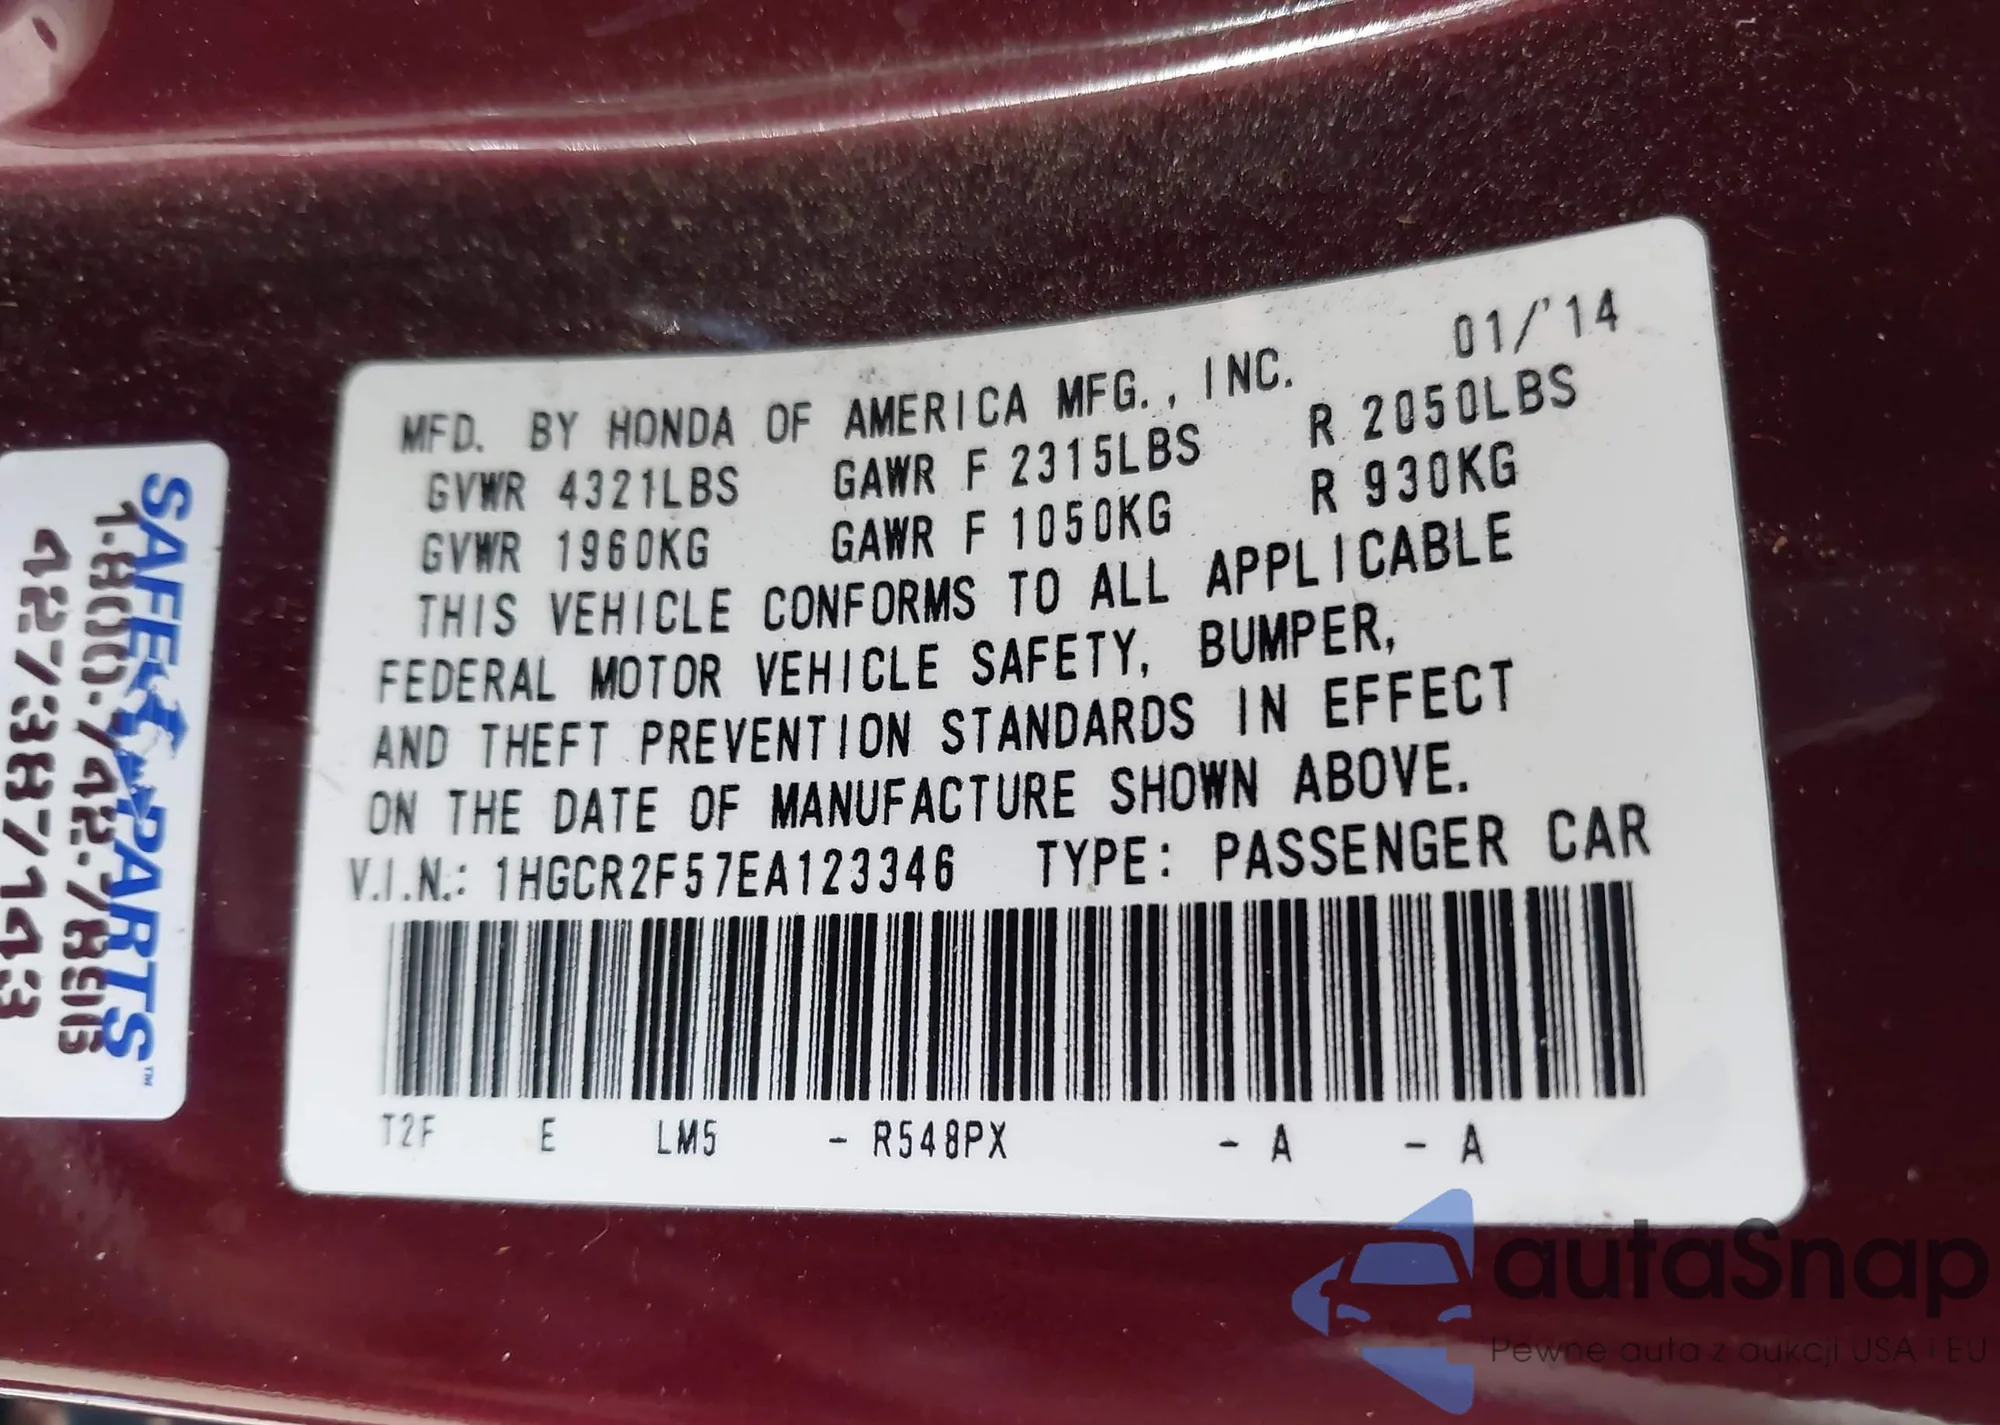 MFD. BY HONDA OF AMERICA MFG., INC. 01/'14
GVWR 4321LBS GAWR F 2315LBS R 2050LBS
GVWR 1960KG GAWR F 1050KG R 930KG
THIS VEHICLE CONFORMS TO ALL APPLICABLE
FEDERAL MOTOR VEHICLE SAFETY, BUMPER,
AND THEFT PREVENTION STANDARDS IN EFFECT
ON THE DATE OF MANUFACTURE SHOWN ABOVE.
V.I.N.: 1HGCR2F57EA123346 TYPE: PASSENGER CAR
T2F E LM5 - R548PX - A - A
SAFE PARTS™
autaSnap
Pewne auta z aukcji USA i EU